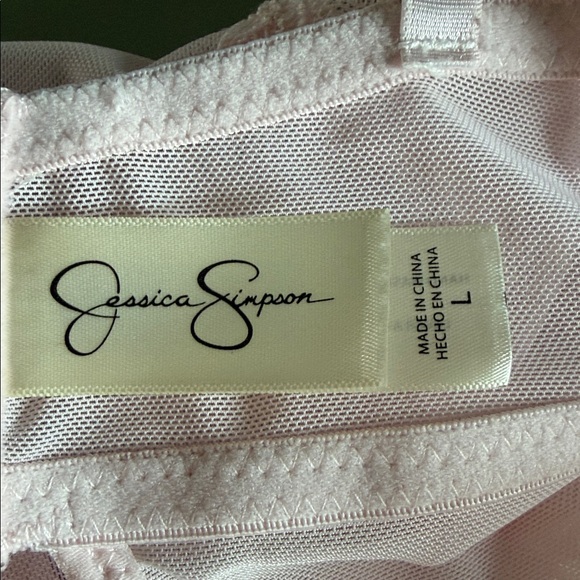 Jessica Simpson
MADE IN CHINA
HECHO EN CHINA
L